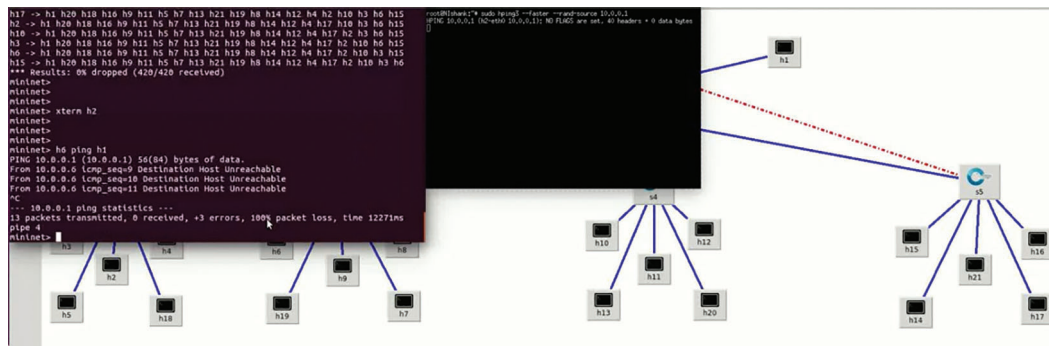 h17 -> h1 h20 h18 h16 h9 h11 h5 h7 h13 h21 h19 h8 h14 h12 h4 h2 h10 h3 h6 h15
h2 -> h1 h20 h18 h16 h9 h11 h5 h7 h13 h21 h19 h8 h14 h12 h4 h17 h10 h3 h6 h15
h10 -> h1 h20 h18 h16 h9 h11 h5 h7 h13 h21 h19 h8 h14 h12 h4 h17 h2 h3 h6 h15
h3 -> h1 h20 h18 h16 h9 h11 h5 h7 h13 h21 h19 h8 h14 h12 h4 h17 h2 h10 h6 h15
h6 -> h1 h20 h18 h16 h9 h11 h5 h7 h13 h21 h19 h8 h14 h12 h4 h17 h2 h10 h3 h15
h15 -> h1 h20 h18 h16 h9 h11 h5 h7 h13 h21 h19 h8 h14 h12 h4 h17 h2 h10 h3 h6
*** Results: 0% dropped (420/420 received)
mininet>
mininet>
mininet>
mininet> xterm h2
mininet>
mininet>
mininet>
mininet> h6 ping h1
PING 10.0.0.1 (10.0.0.1) 56(84) bytes of data.
From 10.0.0.6 icmp_seq=9 Destination Host Unreachable
From 10.0.0.6 icmp_seq=10 Destination Host Unreachable
From 10.0.0.6 icmp_seq=11 Destination Host Unreachable
^C
--- 10.0.0.1 ping statistics ---
13 packets transmitted, 0 received, +3 errors, 100% packet loss, time 12271ms
pipe 4
mininet>
root@NIshank:~# sudo hping3 --faster --rand-source 10.0.0.1
HPING 10.0.0.1 (h2-eth0 10.0.0.1): NO FLAGS are set, 40 headers + 0 data bytes
h1
s4
s5
h3
h4
h6
h8
h10
h12
h15
h16
h2
h9
h11
h21
h5
h18
h19
h7
h13
h20
h14
h17